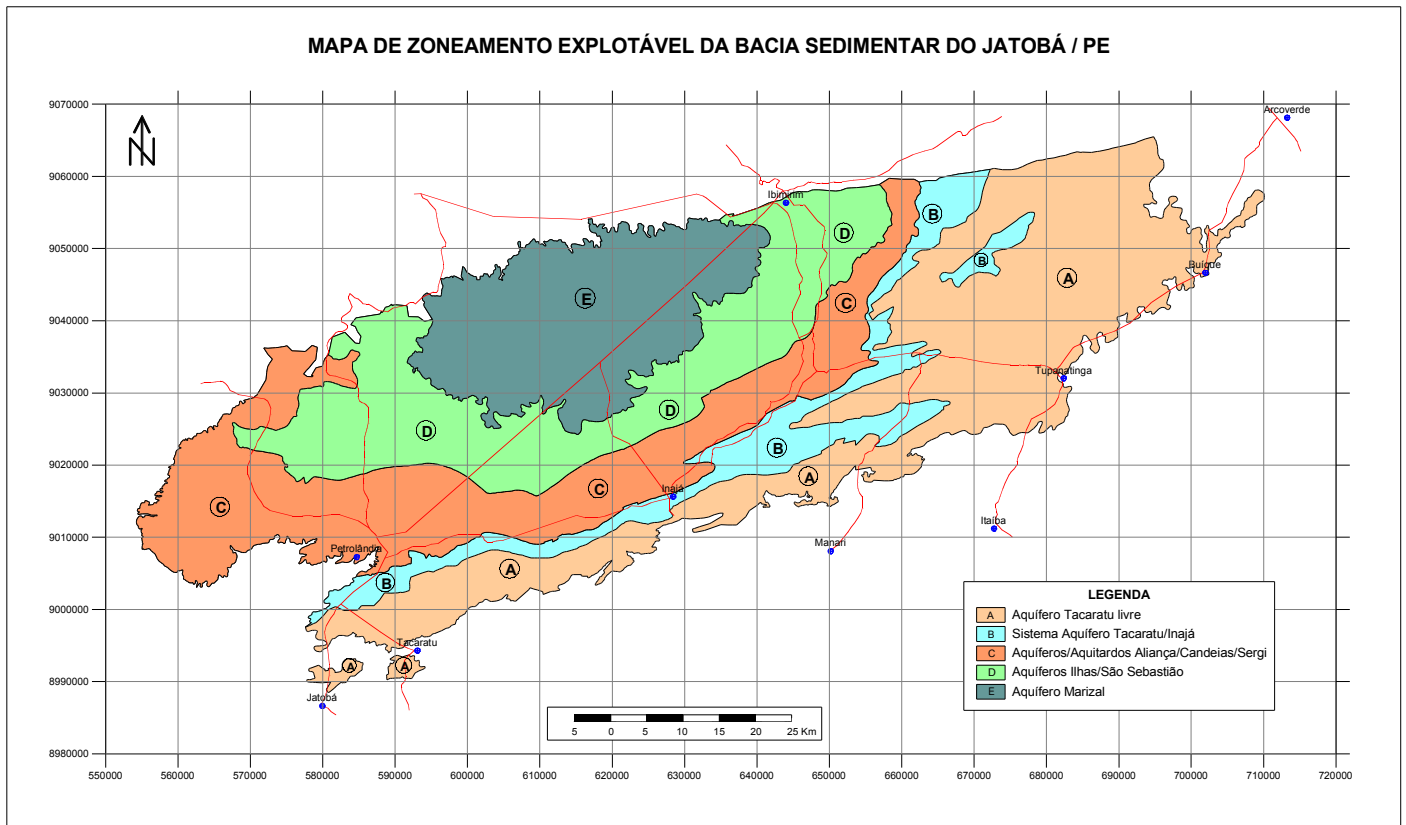 MAPA DE ZONEAMENTO EXPLOTÁVEL DA BACIA SEDIMENTAR DO JATOBÁ / PE
9070000
Arcoverde
N
9060000
Ibimirim
B
D
9050000
B
Buíque
A
E
C
9040000
Tupanatinga
9030000
D
D
B
9020000
A
C
Inajá
C
Itaíba
9010000
Petrolândia
Manari
A
B
9000000
Tacaratu
A
A
9990000
Jatobá
8980000
LEGENDA
A Aquífero Tacaratu livre
B Sistema Aquífero Tacaratu/Inajá
C Aquíferos/Aquitardos Aliança/Candeias/Sergi
D Aquíferos Ilhas/São Sebastião
E Aquífero Marizal
5 0 5 10 15 20 25 Km
550000 560000 570000 580000 590000 600000 610000 620000 630000 640000 650000 660000 670000 680000 690000 700000 710000 720000